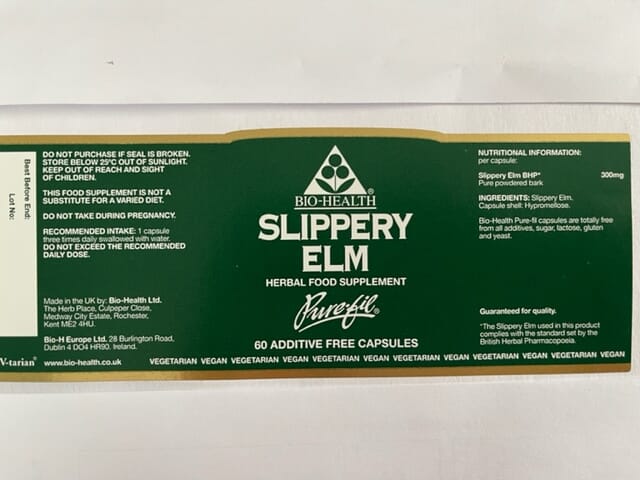 Best Before End:
Lot No:
V-tarian®
DO NOT PURCHASE IF SEAL IS BROKEN.
STORE BELOW 25°C OUT OF SUNLIGHT.
KEEP OUT OF REACH AND SIGHT
OF CHILDREN.
THIS FOOD SUPPLEMENT IS NOT A
SUBSTITUTE FOR A VARIED DIET.
DO NOT TAKE DURING PREGNANCY.
RECOMMENDED INTAKE: 1 capsule
three times daily swallowed with water.
DO NOT EXCEED THE RECOMMENDED
DAILY DOSE.
Made in the UK by: Bio-Health Ltd.
The Herb Place, Culpeper Close,
Medway City Estate, Rochester,
Kent ME2 4HU.
Bio-H Europe Ltd. 28 Burlington Road,
Dublin 4 DO4 HR90. Ireland.
www.bio-health.co.uk
BIO-HEALTH®
SLIPPERY
ELM
HERBAL FOOD SUPPLEMENT
Pure-fil®
60 ADDITIVE FREE CAPSULES
NUTRITIONAL INFORMATION:
per capsule:
Slippery Elm BHP* 300mg
Pure powdered bark
INGREDIENTS: Slippery Elm.
Capsule shell: Hypromellose.
Bio-Health Pure-fil capsules are totally free
from all additives, sugar, lactose, gluten
and yeast.
Guaranteed for quality.
*The Slippery Elm used in this product
complies with the standard set by the
British Herbal Pharmacopoeia.
VEGETARIAN VEGAN VEGETARIAN VEGAN VEGETARIAN VEGAN VEGETARIAN VEGAN VEGETARIAN VEGAN VEGETARIAN VEGAN